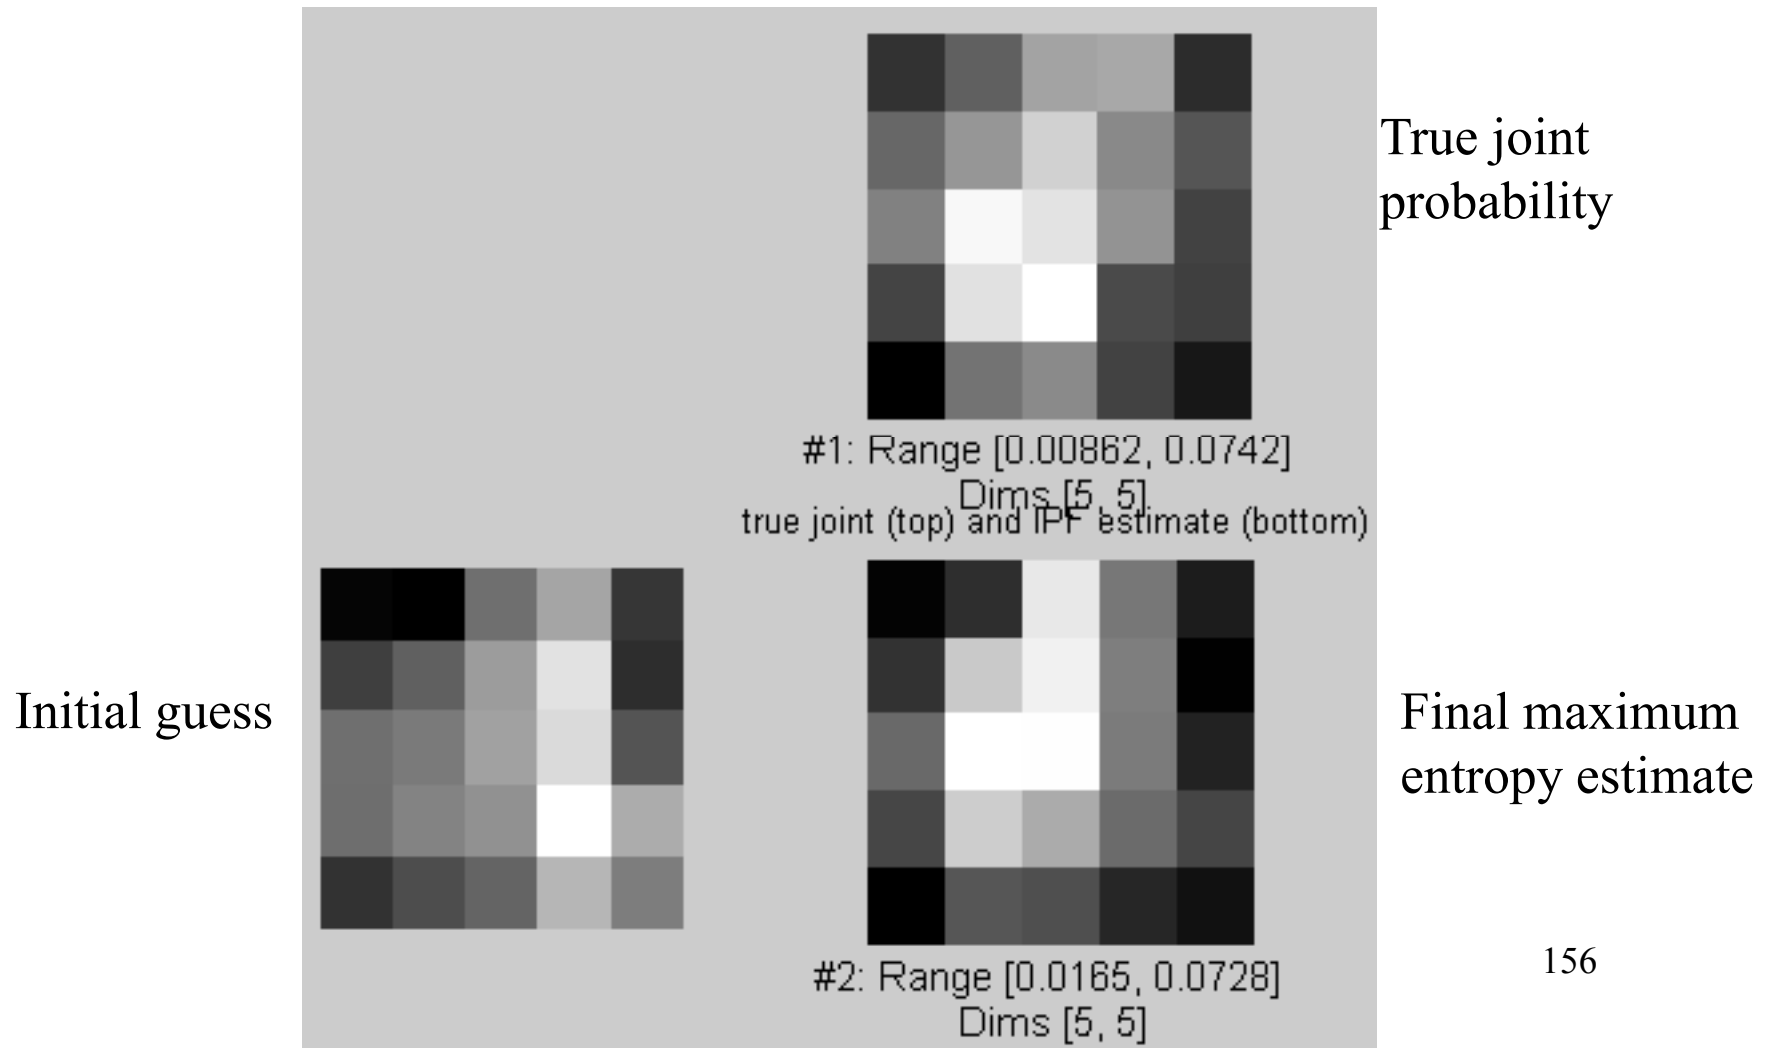 True joint
probability
#1: Range [0.00862, 0.0742]
Dims [5, 5]
true joint (top) and IPF estimate (bottom)
Initial guess
Final maximum
entropy estimate
156
#2: Range [0.0165, 0.0728]
Dims [5, 5]